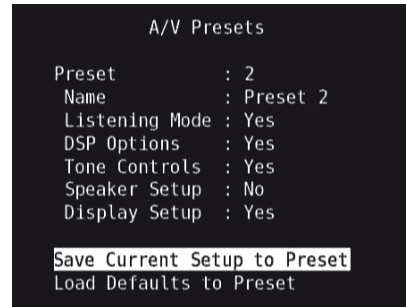 A/V Presets
Preset : 2
Name : Preset 2
Listening Mode : Yes
DSP Options : Yes
Tone Controls : Yes
Speaker Setup : No
Display Setup : Yes
Save Current Setup to Preset
Load Defaults to Preset